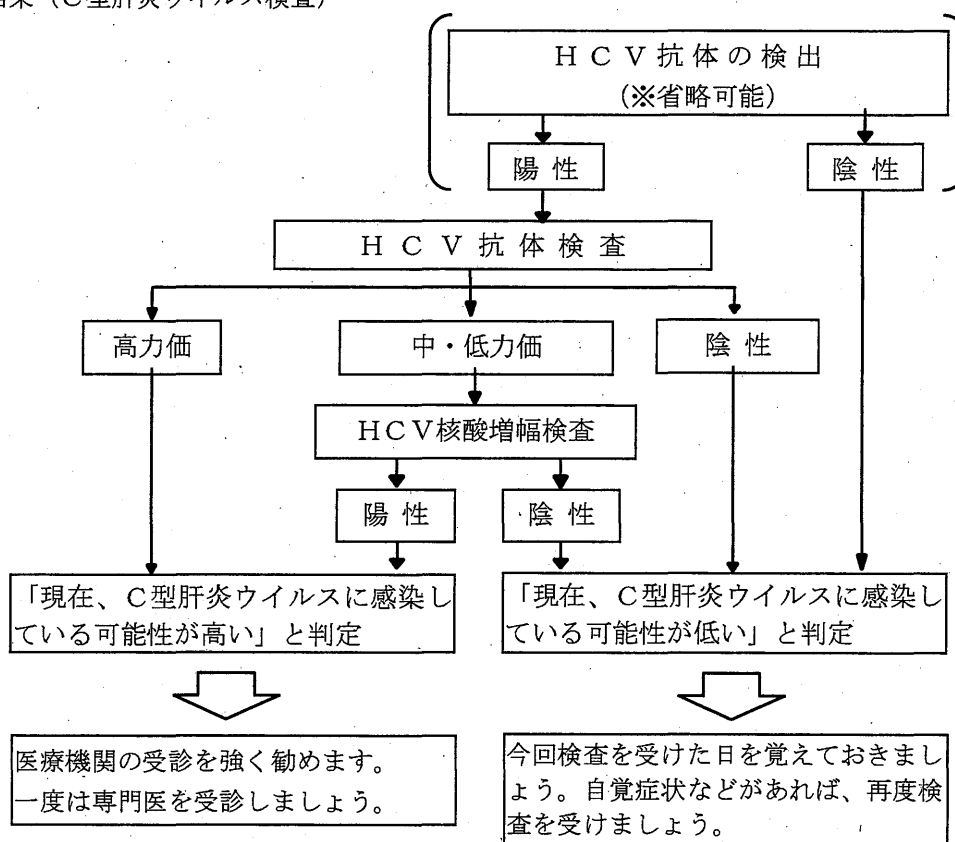 結果（C型肝炎ウイルス検査）
ＨＣＶ抗体の検出
（※省略可能）
陽性
陰性
ＨＣＶ抗体検査
高力価
中・低力価
陰性
HCV核酸増幅検査
陽性
陰性
「現在、C型肝炎ウイルスに感染し
ている可能性が高い」と判定
「現在、C型肝炎ウイルスに感染し
ている可能性が低い」と判定
医療機関の受診を強く勧めます。
一度は専門医を受診しましょう。
今回検査を受けた日を覚えておきまし
ょう。自覚症状などがあれば、再度検
査を受けましょう。